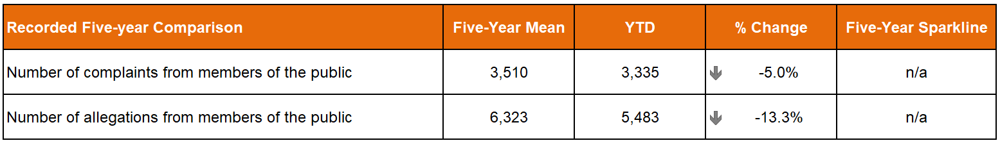 Recorded Five-year Comparison Five-Year Mean YTD % Change Five-Year Sparkline
Number of complaints from members of the public 3,510 3,335 -5.0% n/a
Number of allegations from members of the public 6,323 5,483 -13.3% n/a